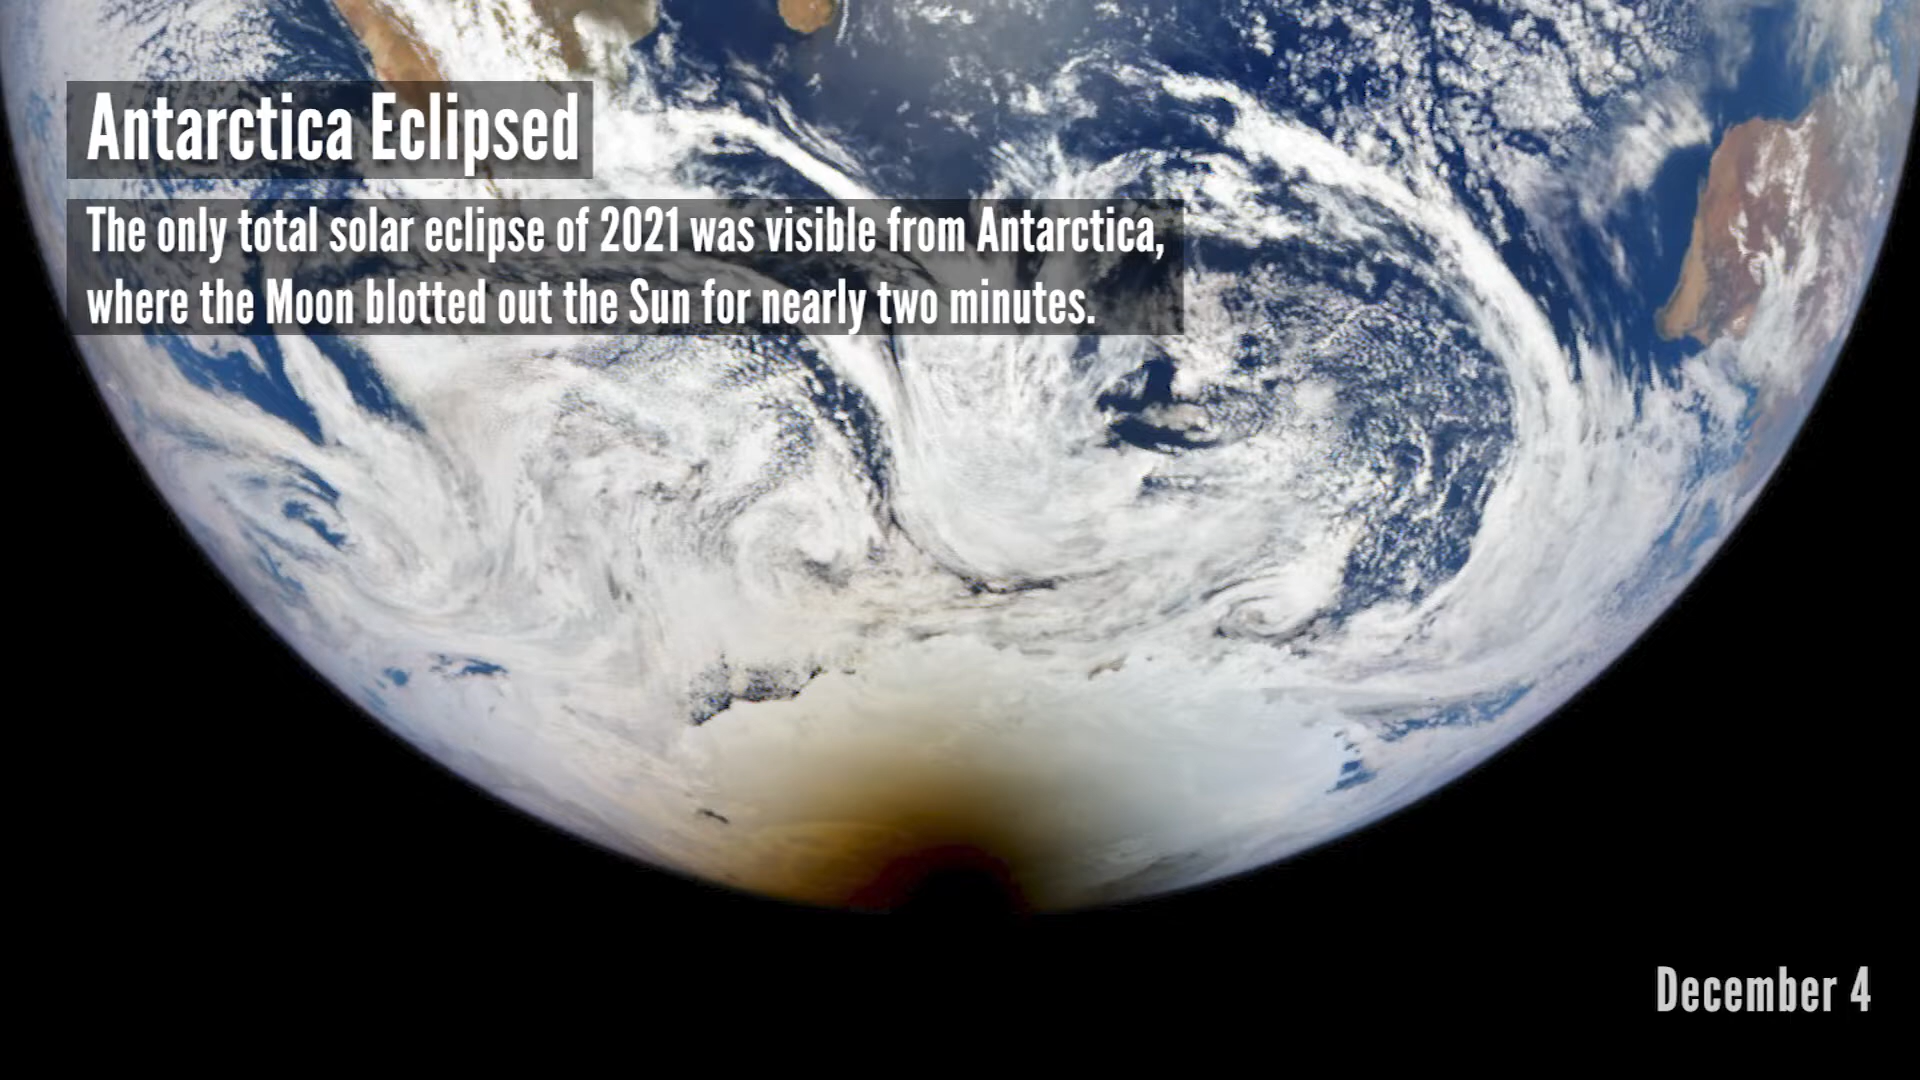 Antarctica Eclipsed
The only total solar eclipse of 2021 was visible from Antarctica,
where the Moon blotted out the Sun for nearly two minutes.
December 4